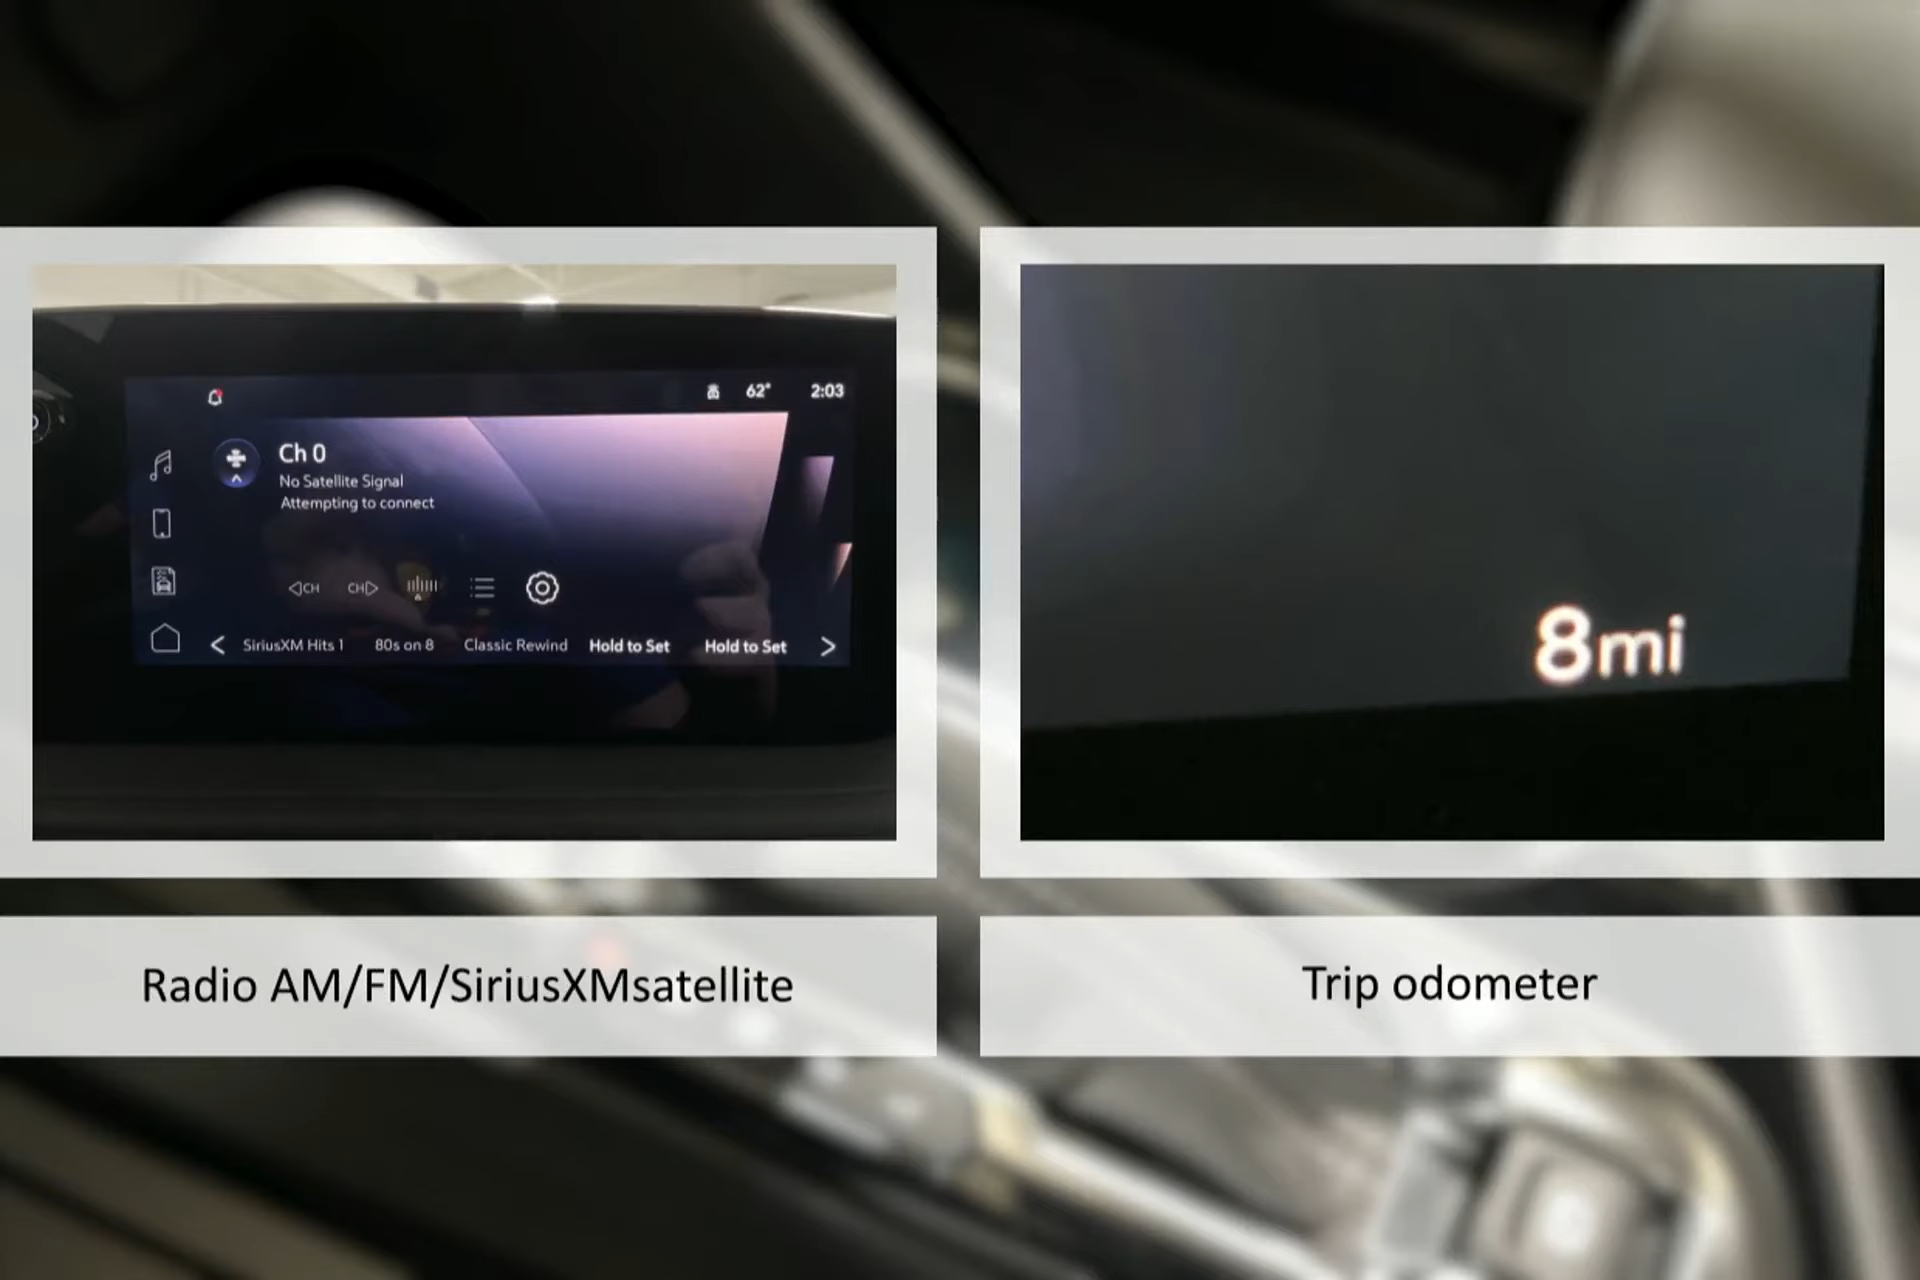 62° 2:03
Ch 0
No Satellite Signal
Attempting to connect
CH CH
SiriusXM Hits 1 80s on 8 Classic Rewind Hold to Set Hold to Set
8mi
Radio AM/FM/SiriusXMsatellite
Trip odometer